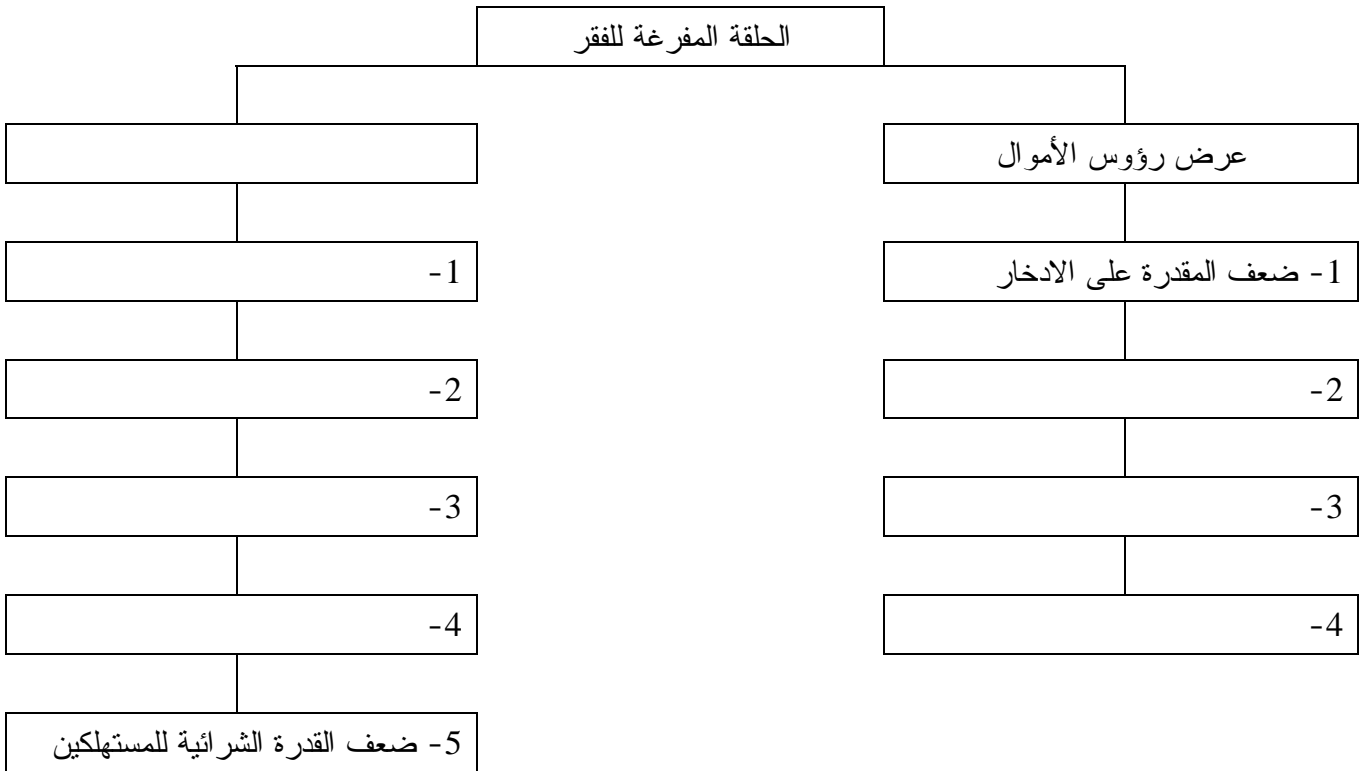 الحلقة المفرغة للفقر
عرض رؤوس الأموال
1- ضعف المقدرة على الادخار
2-
3-
4-
1-
2-
3-
4-
5- ضعف القدرة الشرائية للمستهلكين